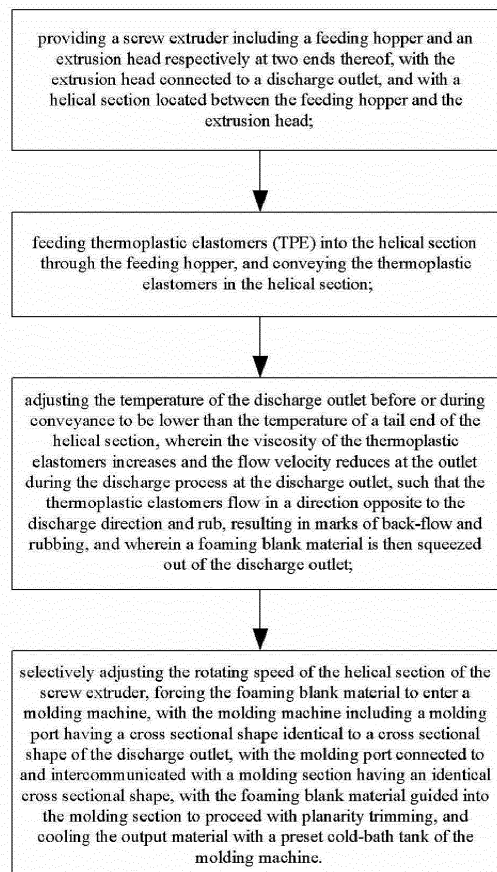 providing a screw extruder including a feeding hopper and an
extrusion head respectively at two ends thereof, with the
extrusion head connected to a discharge outlet, and with a
helical section located between the feeding hopper and the
extrusion head;
feeding thermoplastic elastomers (TPE) into the helical section
through the feeding hopper, and conveying the thermoplastic
elastomers in the helical section;
adjusting the temperature of the discharge outlet before or during
conveyance to be lower than the temperature of a tail end of the
helical section, wherein the viscosity of the thermoplastic
elastomers increases and the flow velocity reduces at the outlet
during the discharge process at the discharge outlet, such that the
thermoplastic elastomers flow in a direction opposite to the
discharge direction and rub, resulting in marks of back-flow and
rubbing, and wherein a foaming blank material is then squeezed
out of the discharge outlet;
selectively adjusting the rotating speed of the helical section of the
screw extruder, forcing the foaming blank material to enter a
molding machine, with the molding machine including a molding
port having a cross sectional shape identical to a cross sectional
shape of the discharge outlet, with the molding port connected to
and intercommunicated with a molding section having an identical
cross sectional shape, with the foaming blank material guided into
the molding section to proceed with planarity trimming, and
cooling the output material with a preset cold-bath tank of the
molding machine.